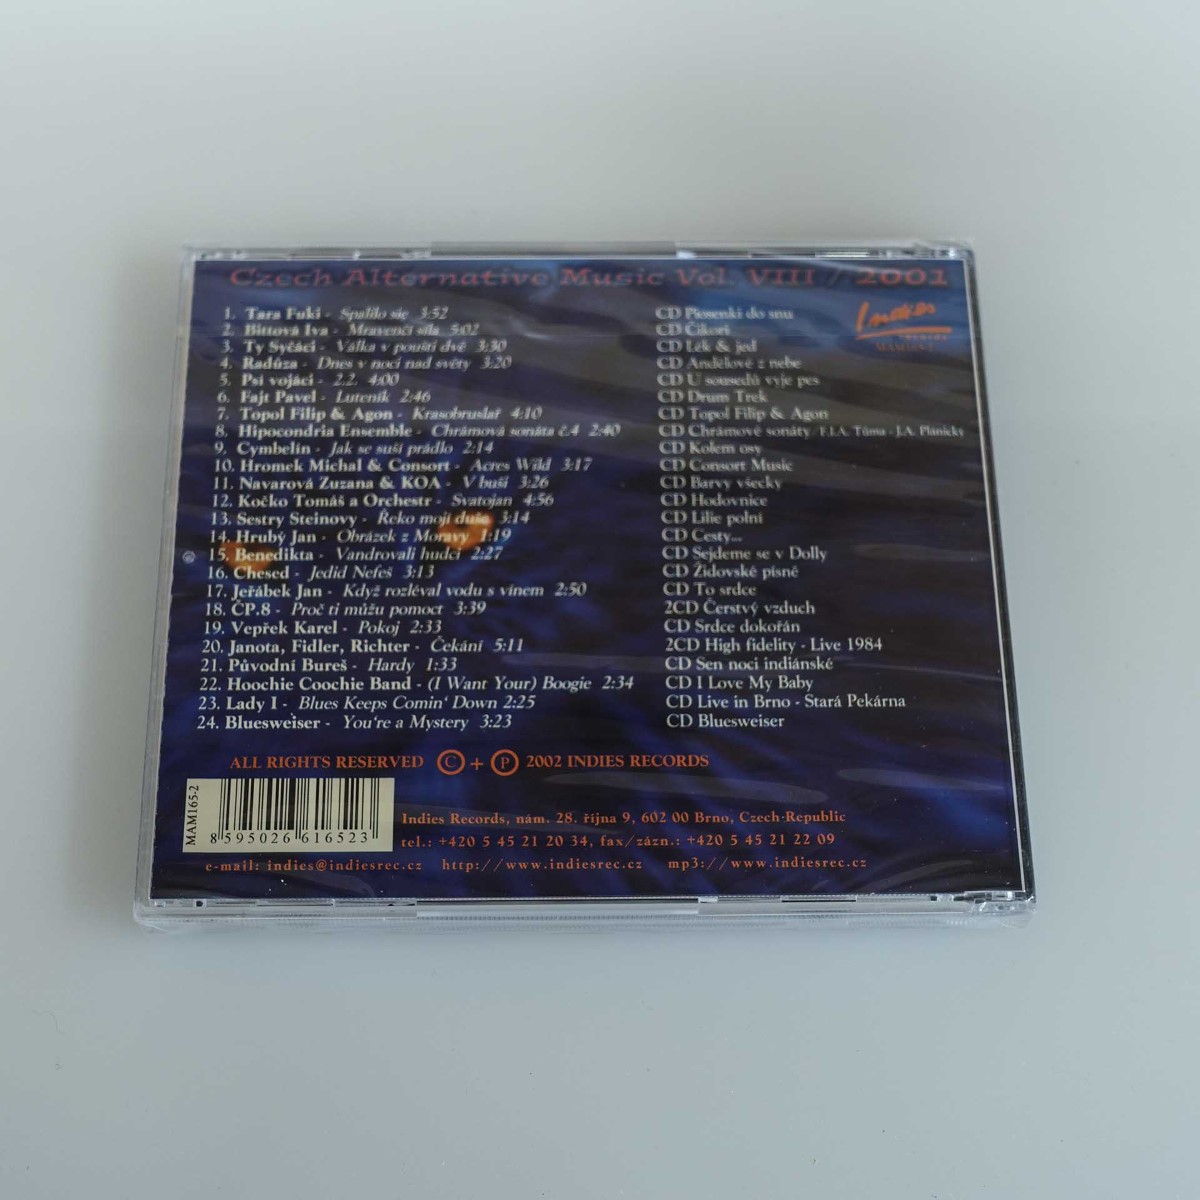 Czech Alternative Music Vol. VIII // 2001
Indies
records
MAM165-2
1. Tara Fuki - Spadło się 3:52 CD Piosenki do snu
2. Bittová Iva - Mravenčí síla 5:02 CD Čikori
3. Ty Syčáci - Válka v poušti dvě 3:30 CD Lék & jed
4. Radůza - Dnes v noci nad světy 3:20 CD Andělové z nebe
5. Psí vojáci - 2.2. 4:00 CD U sousedů vyje pes
6. Fajt Pavel - Lutenik 2:46 CD Drum Trek
7. Topol Filip & Agon - Krasobruslař 4:10 CD Topol Filip & Agon
8. Hipocondria Ensemble - Chrámová sonáta č.4 2:40 CD Chrámové sonáty / F.I.A. Tůma - J.A. Plánický
9. Cymbelín - Jak se suší prádlo 2:14 CD Kolem osy
10. Hromek Michal & Consort - Acres Wild 3:17 CD Consort Music
11. Navarová Zuzana & KOA - V buši 3:26 CD Barvy všecky
12. Kočko Tomáš a Orchestr - Svatojan 4:56 CD Hodovnice
13. Sestry Steinovy - Řeko mojí duše 3:14 CD Lilie polní
14. Hrubý Jan - Obrázek z Moravy 1:19 CD Cesty...
15. Benedikta - Vandrovali hudci 2:27 CD Sejdeme se v Dolly
16. Chesed - Jedid Nefeš 3:13 CD Židovské písně
17. Jeřábek Jan - Když rozléval vodu s vínem 2:50 CD To srdce
18. ČP.8 - Proč ti můžu pomoct 3:39 2CD Čerstvý vzduch
19. Vepřek Karel - Pokoj 2:33 CD Srdce dokořán
20. Janota, Fidler, Richter - Čekání 5:11 2CD High fidelity - Live 1984
21. Původní Bureš - Hardy 1:33 CD Sen noci indiánské
22. Hoochie Coochie Band - (I Want Your) Boogie 2:34 CD I Love My Baby
23. Lady I - Blues Keeps Comin' Down 2:25 CD Live in Brno - Stará Pekárna
24. Bluesweiser - You're a Mystery 3:23 CD Bluesweiser
ALL RIGHTS RESERVED C + P 2002 INDIES RECORDS
MAM165-2
8 595026 616523
Indies Records, nám. 28. října 9, 602 00 Brno, Czech Republic
tel.: +420 5 45 21 20 34, fax/zázn.: +420 5 45 21 22 09
e-mail: indies@indiesrec.cz http://www.indiesrec.cz mp3://www.indiesrec.cz